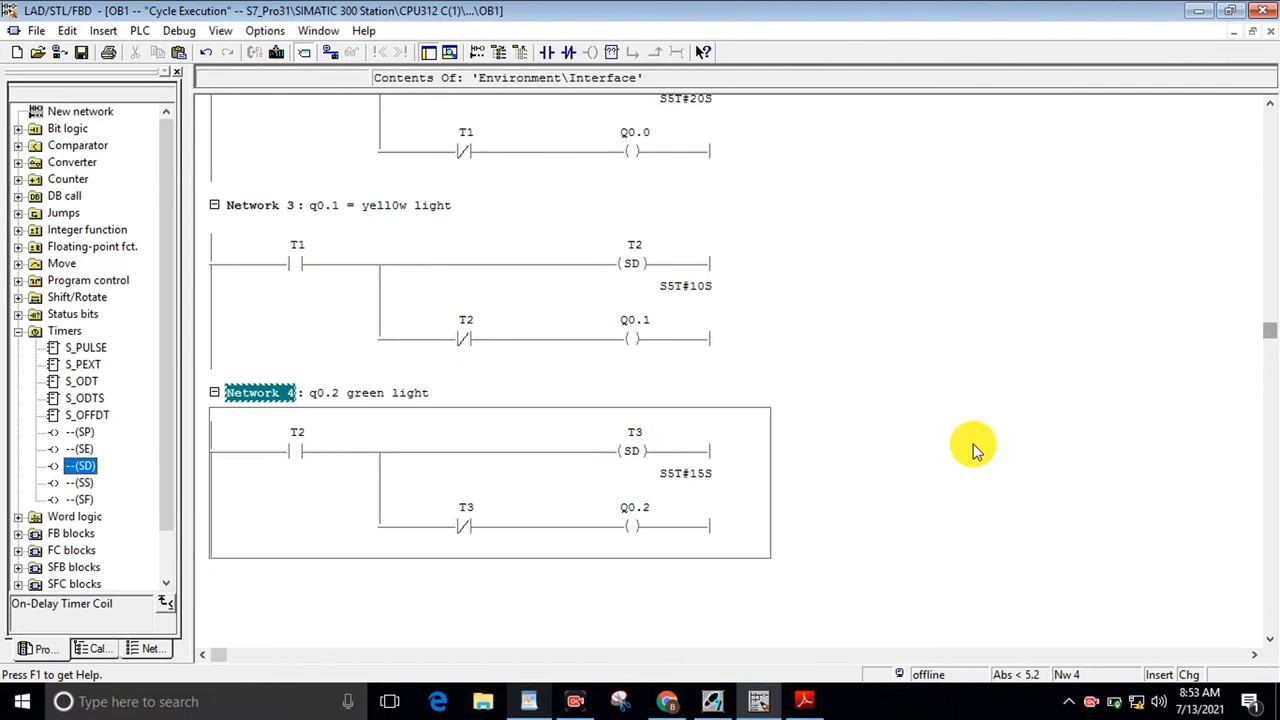 LAD/STL/FBD - [OB1 -- "Cycle Execution" -- S7_Pro31\SIMATIC 300 Station\CPU312 C(1)\...\OB1]
File Edit Insert PLC Debug View Options Window Help
Contents Of: 'Environment\Interface'
New network
Bit logic
Comparator
Converter
Counter
DB call
Jumps
Integer function
Floating-point fct.
Move
Program control
Shift/Rotate
Status bits
Timers
S_PULSE
S_PEXT
S_ODT
S_ODTS
S_OFFDT
--(SP)
--(SE)
--(SD)
--(SS)
--(SF)
Word logic
FB blocks
FC blocks
SFB blocks
SFC blocks
On-Delay Timer Coil
Pro... Cal... Net...
S5T#20S
T1 Q0.0
Network 3: q0.1 = yell0w light
T1 T2
SD
S5T#10S
T2 Q0.1
Network 4: q0.2 green light
T2 T3
SD
S5T#15S
T3 Q0.2
Press F1 to get Help.
offline Abs < 5.2 Nw 4 Insert Chg
Type here to search
8:53 AM
7/13/2021